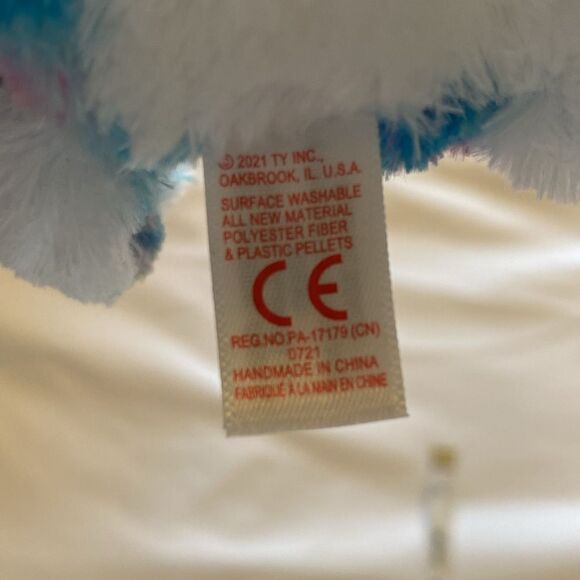 © 2021 TY INC.,
OAKBROOK, IL. U.S.A.
SURFACE WASHABLE
ALL NEW MATERIAL
POLYESTER FIBER
& PLASTIC PELLETS
CE
REG.NO.PA-17179 (CN)
0721
HANDMADE IN CHINA
FABRIQUÉ À LA MAIN EN CHINE